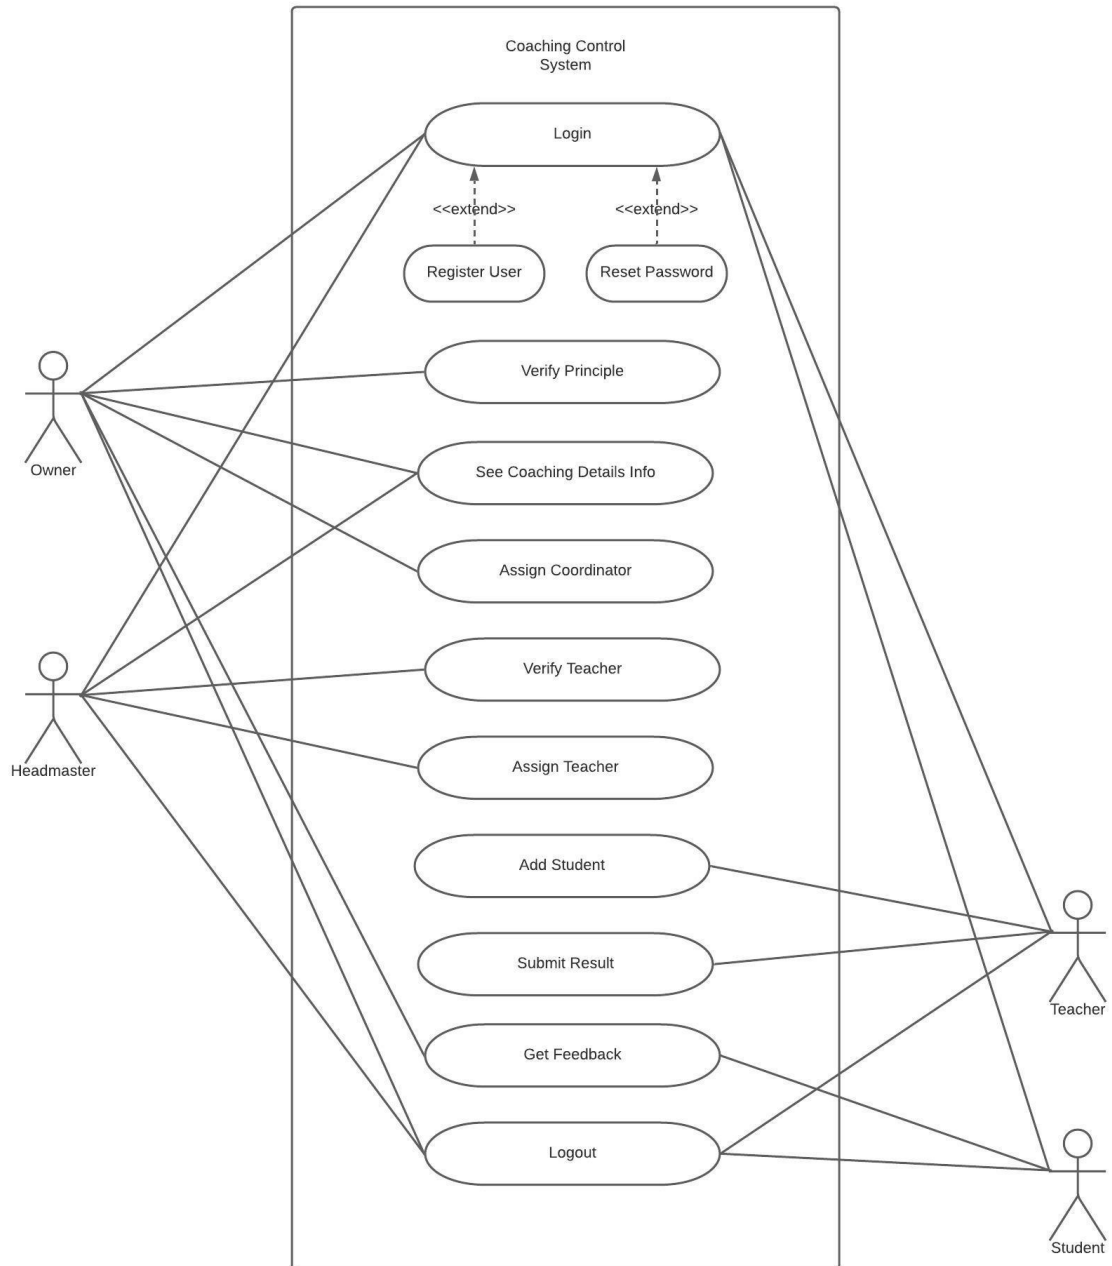 Coaching Control
System
Login
<<extend>>
<<extend>>
Register User
Reset Password
Verify Principle
See Coaching Details Info
Owner
Assign Coordinator
Verify Teacher
Assign Teacher
Headmaster
Add Student
Submit Result
Teacher
Get Feedback
Logout
Student